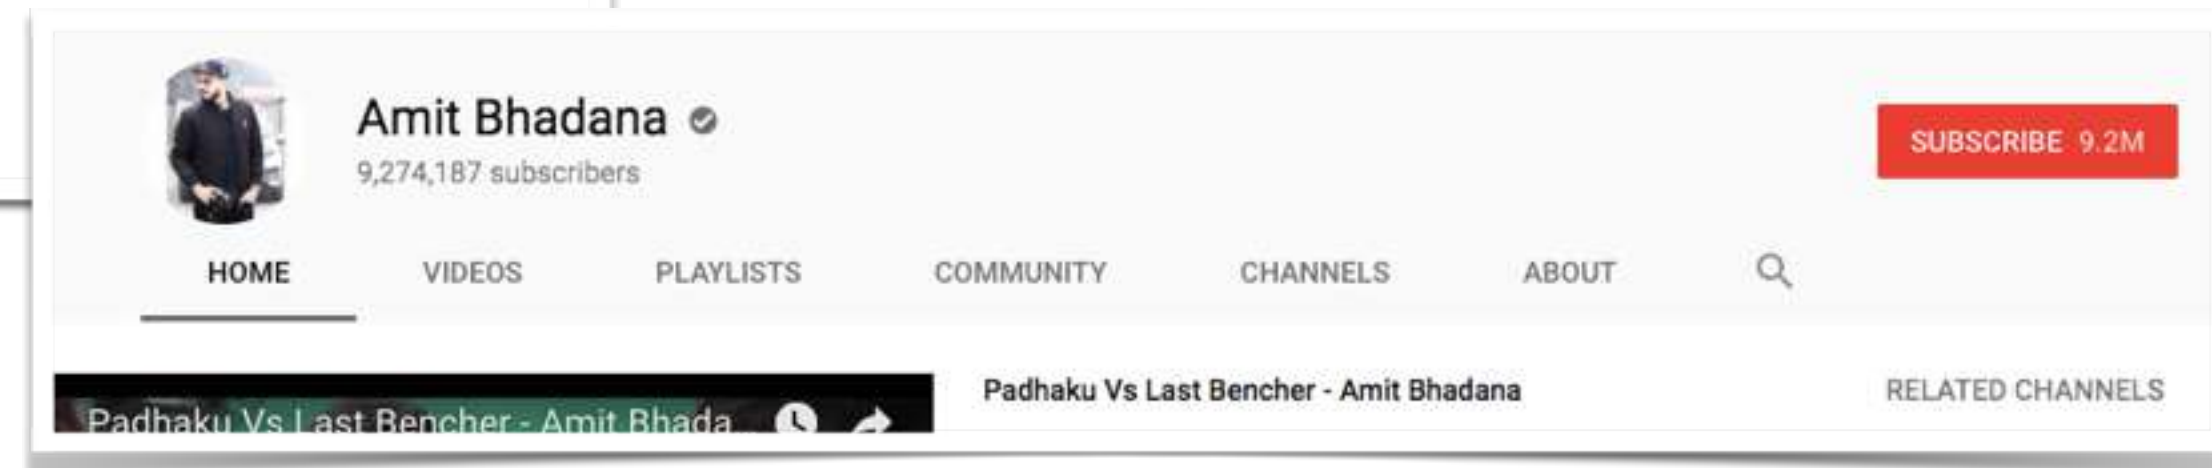 Amit Bhadana
9,274,187 subscribers
SUBSCRIBE 9.2M
HOME VIDEOS PLAYLISTS COMMUNITY CHANNELS ABOUT
Padhaku Vs Last Bencher - Amit Bhada...
Padhaku Vs Last Bencher - Amit Bhadana
RELATED CHANNELS